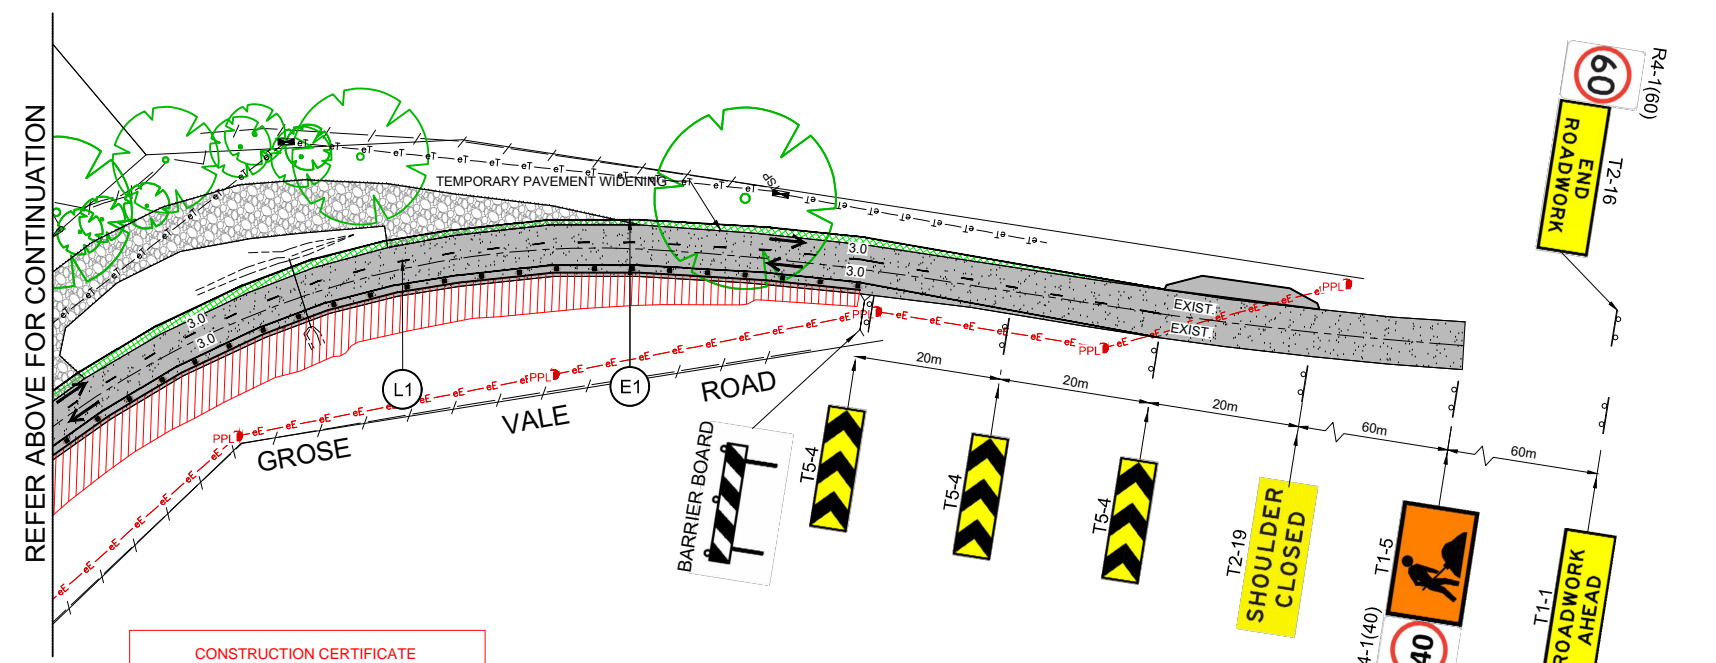 REFER ABOVE FOR CONTINUATION
TEMPORARY PAVEMENT WIDENING
SP
3.0
3.0
3.0
3.0
EXIST.
EXIST.
PPL
PPL
PPL
PPL
PPL
L1
E1
GROSE VALE ROAD
20m
20m
20m
60m
60m
BARRIER BOARD
T5-4
T5-4
T5-4
T2-19
SHOULDER
CLOSED
T1-5
4-1(40)
40
T1-1
ROADWORK
AHEAD
60
R4-1(60)
END
ROADWORK
T2-16
CONSTRUCTION CERTIFICATE